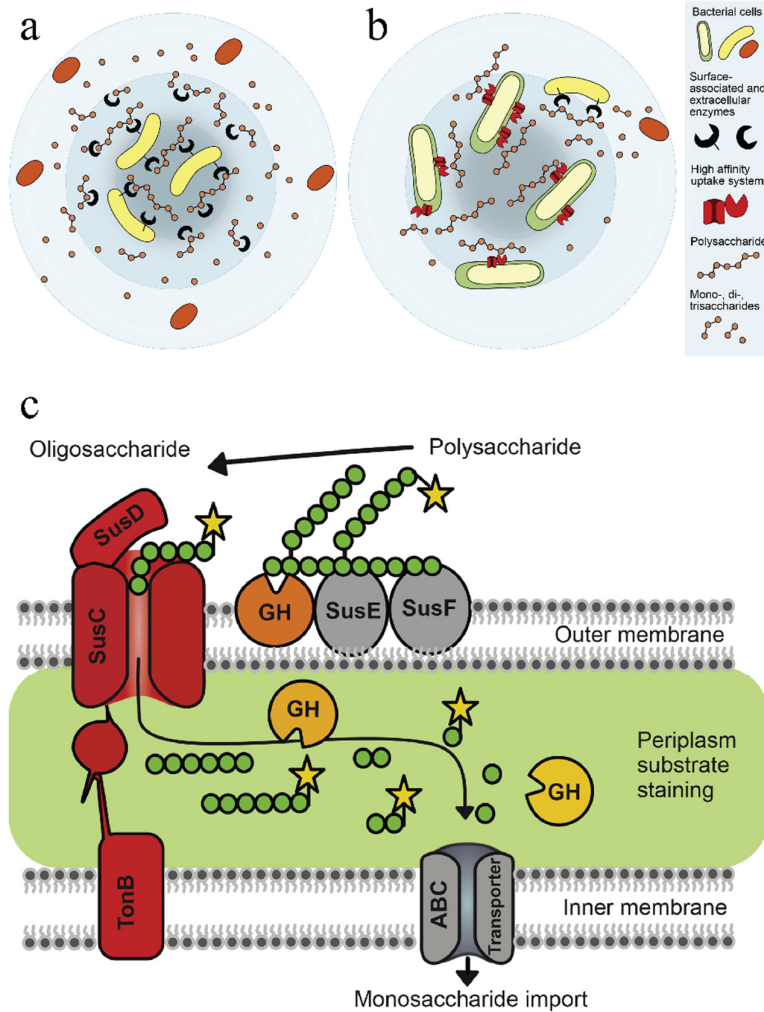 a
b
Bacterial cells
Surface-
associated and
extracellular
enzymes
High affinity
uptake system
Polysaccharide
Mono-, di-,
trisaccharides
c
Oligosaccharide
Polysaccharide
SusD
SusC
GH
SusE
SusF
Outer membrane
GH
Periplasm
substrate
staining
GH
TonB
ABC
Transporter
Inner membrane
Monosaccharide import